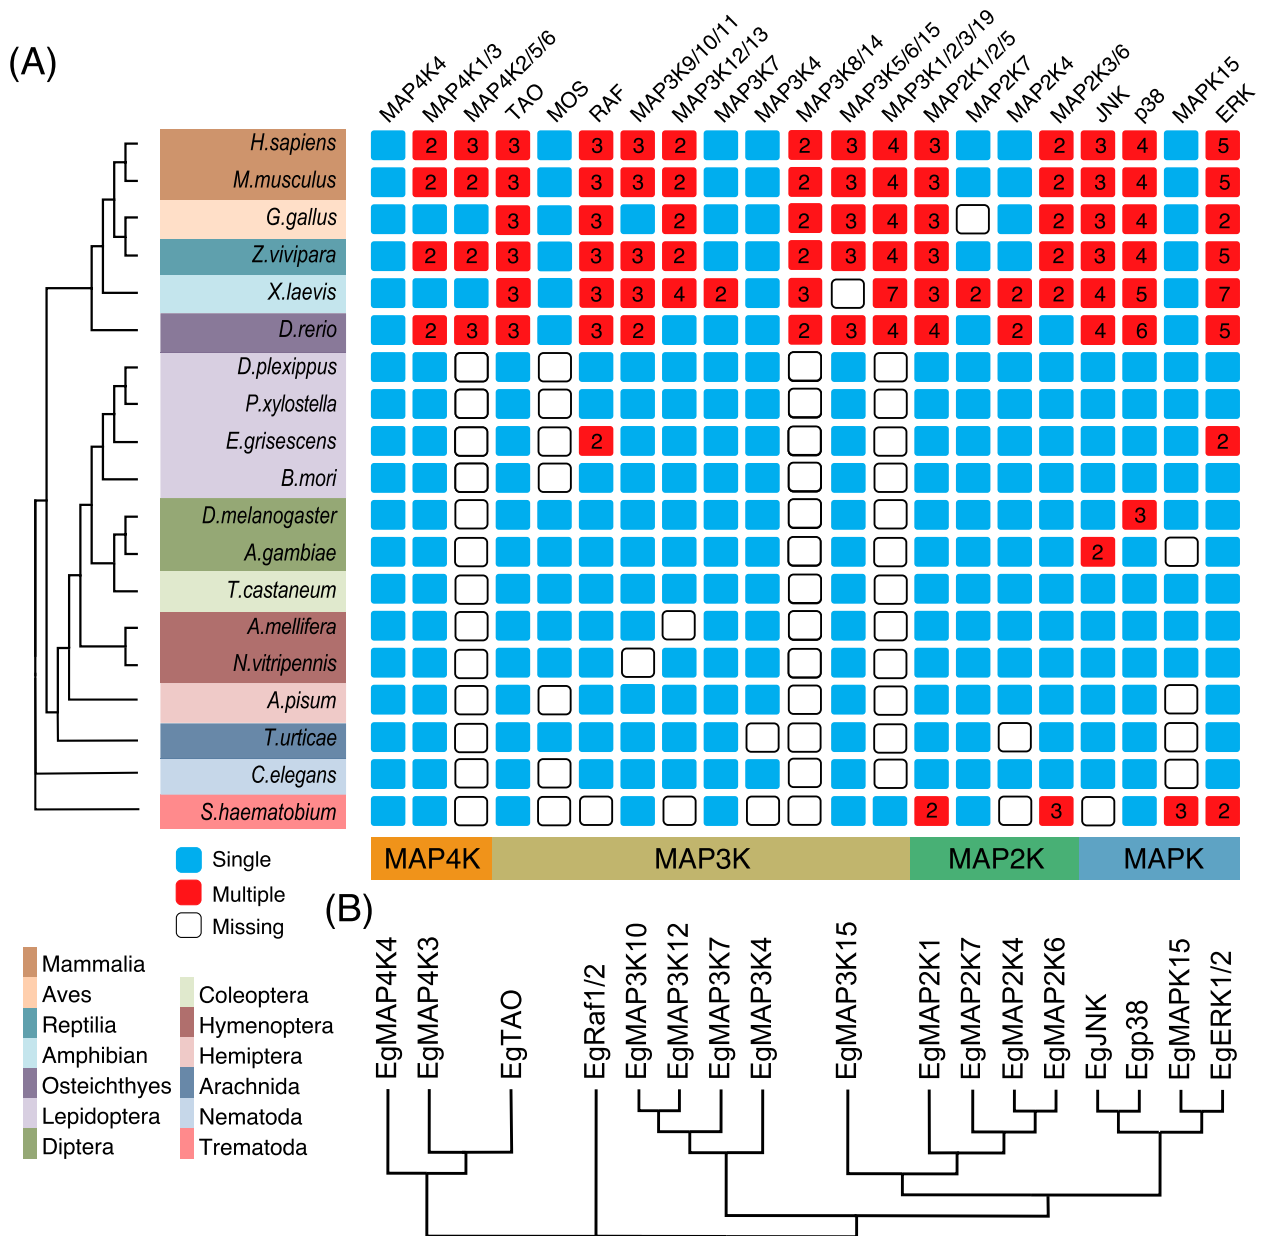 (A)
MAP4K4
MAP4K1/3
MAP4K2/5/6
TAO
MOS
RAF
MAP3K9/10/11
MAP3K12/13
MAP3K7
MAP3K4
MAP3K8/14
MAP3K5/6/15
MAP3K1/2/3/19
MAP2K1/2/5
MAP2K7
MAP2K4
MAP2K3/6
JNK
p38
MAPK15
ERK
H.sapiens 2 3 3 3 3 2 2 3 4 3 2 3 4 5
M.musculus 2 2 3 3 3 2 2 3 4 3 2 3 4 5
G.gallus 3 3 2 2 3 4 3 2 3 4 2
Z.vivipara 2 2 3 3 3 2 2 3 4 3 2 3 4 5
X.laevis 3 3 3 4 2 3 7 3 2 2 2 4 5 7
D.rerio 2 3 3 3 2 2 3 4 4 2 4 6 5
D.plexippus
P.xylostella
E.grisescens 2 2
B.mori
D.melanogaster 3
A.gambiae 2
T.castaneum
A.mellifera
N.vitripennis
A.pisum
T.urticae
C.elegans
S.haematobium 2 3 3 2
MAP4K MAP3K MAP2K MAPK
Single
Multiple
Missing
Mammalia
Aves
Reptilia
Amphibian
Osteichthyes
Lepidoptera
Diptera
Coleoptera
Hymenoptera
Hemiptera
Arachnida
Nematoda
Trematoda
(B)
EgMAP4K4
EgMAP4K3
EgTAO
EgRaf1/2
EgMAP3K10
EgMAP3K12
EgMAP3K7
EgMAP3K4
EgMAP3K15
EgMAP2K1
EgMAP2K7
EgMAP2K4
EgMAP2K6
EgJNK
Egp38
EgMAPK15
EgERK1/2